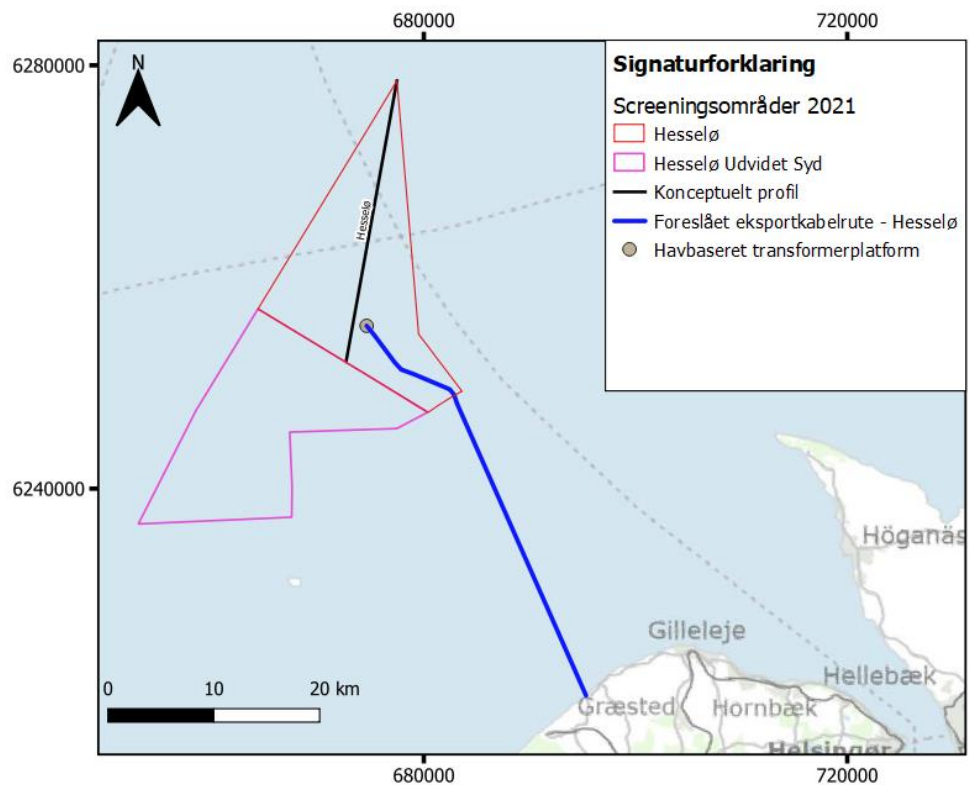 680000
720000
6280000
N
Signaturforklaring
Screeningsområder 2021
Hesselø
Hesselø Udvidet Syd
Konceptuelt profil
Foreslået eksportkabelrute - Hesselø
Havbaseret transformerplatform
Hesselø
6240000
Höganäs
Gilleleje
Hellebæk
0 10 20 km
Græsted
Hornbæk
Helsingør
680000
720000